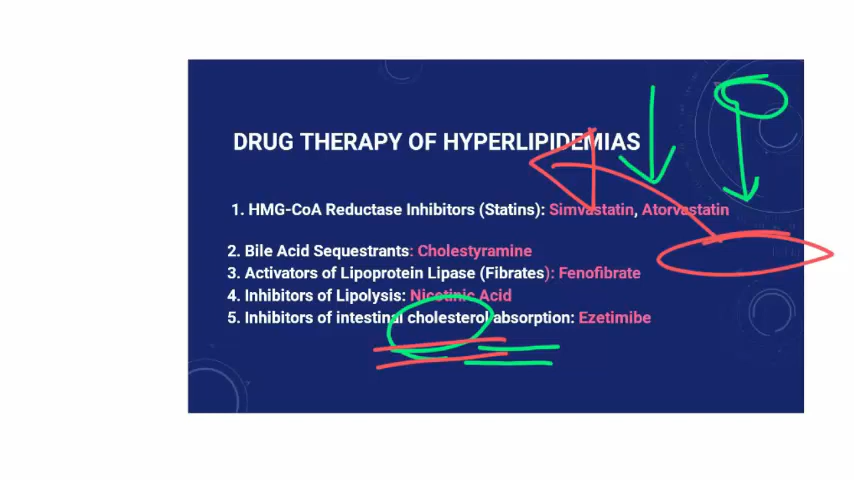 DRUG THERAPY OF HYPERLIPIDEMIAS
1. HMG-CoA Reductase Inhibitors (Statins): Simvastatin, Atorvastatin
2. Bile Acid Sequestrants: Cholestyramine
3. Activators of Lipoprotein Lipase (Fibrates): Fenofibrate
4. Inhibitors of Lipolysis: Nicotinic Acid
5. Inhibitors of intestinal cholesterol absorption: Ezetimibe